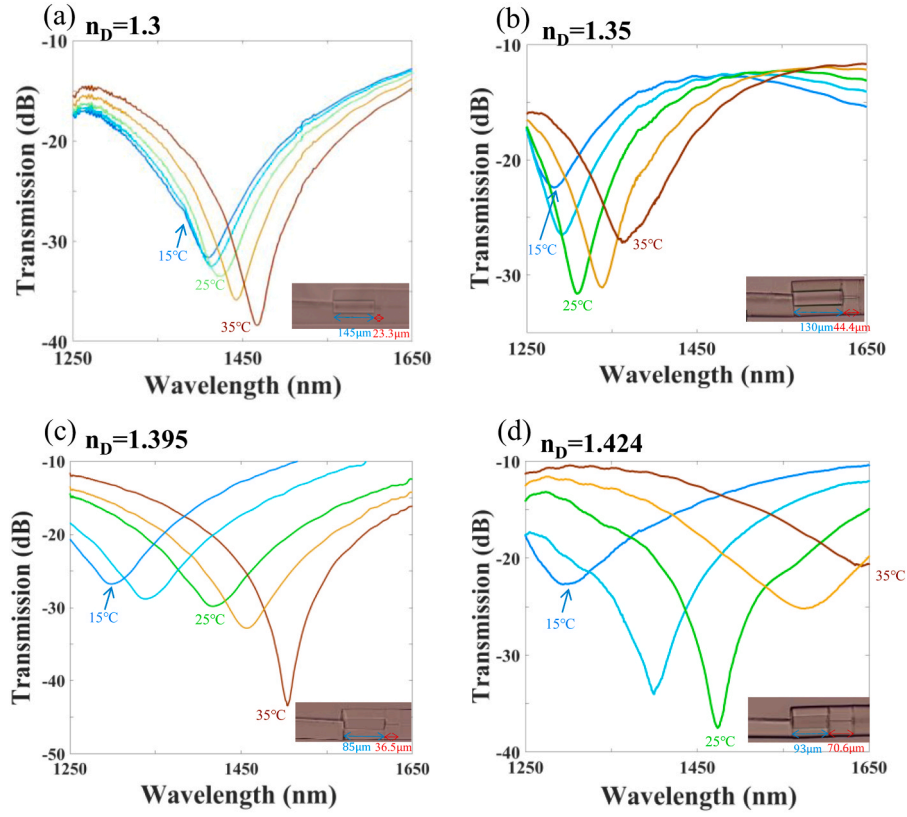 (a) n_D=1.3
-10
-20
-30
-40
Transmission (dB)
15℃
25℃
35℃
145μm 23.3μm
1250 1450 1650
Wavelength (nm)
(b) n_D=1.35
-10
-20
-30
Transmission (dB)
15℃
35℃
25℃
130μm 44.4μm
1250 1450 1650
Wavelength (nm)
(c) n_D=1.395
-10
-20
-30
-40
-50
Transmission (dB)
15℃
25℃
35℃
85μm 36.5μm
1250 1450 1650
Wavelength (nm)
(d) n_D=1.424
-10
-20
-30
-40
Transmission (dB)
15℃
35℃
25℃
93μm 70.6μm
1250 1450 1650
Wavelength (nm)